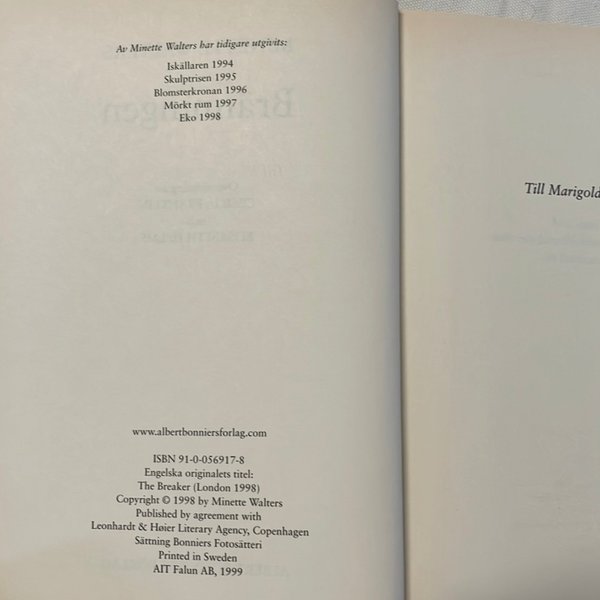 Av Minette Walters har tidigare utgivits:
Iskällaren 1994
Skulptrisen 1995
Blomsterkronan 1996
Mörkt rum 1997
Eko 1998
www.albertbonniersforlag.com
ISBN 91-0-056917-8
Engelska originalets titel:
The Breaker (London 1998)
Copyright © 1998 by Minette Walters
Published by agreement with
Leonhardt & Høier Literary Agency, Copenhagen
Sättning Bonniers Fotosätteri
Printed in Sweden
AIT Falun AB, 1999
Till Marigold